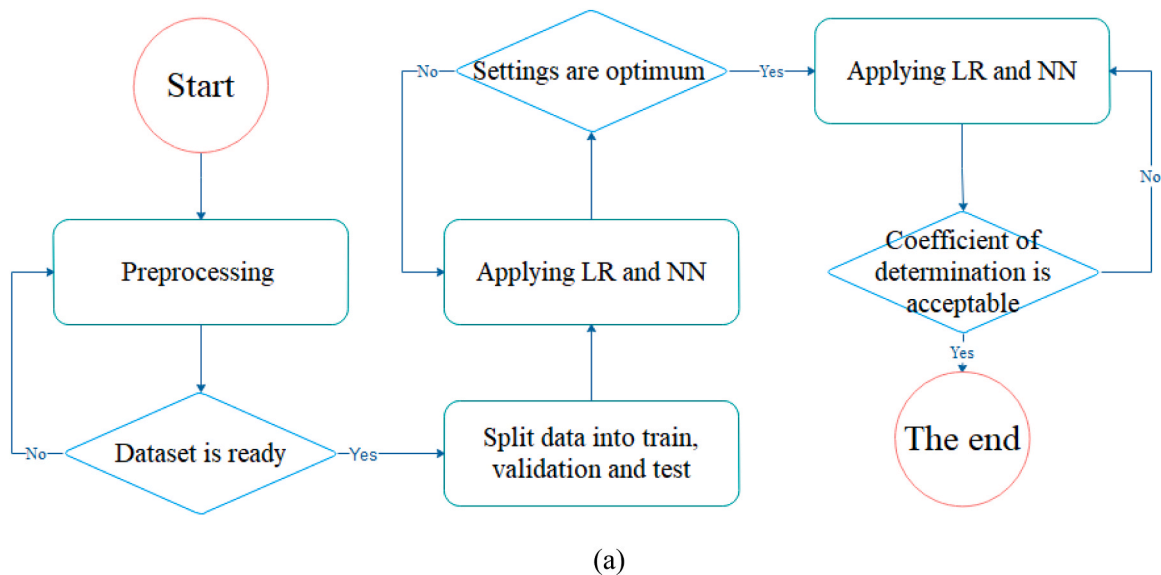 Start
Preprocessing
Dataset is ready
No
Yes
Split data into train,
validation and test
Applying LR and NN
Settings are optimum
No
Yes
Applying LR and NN
Coefficient of
determination is
acceptable
No
Yes
The end
(a)